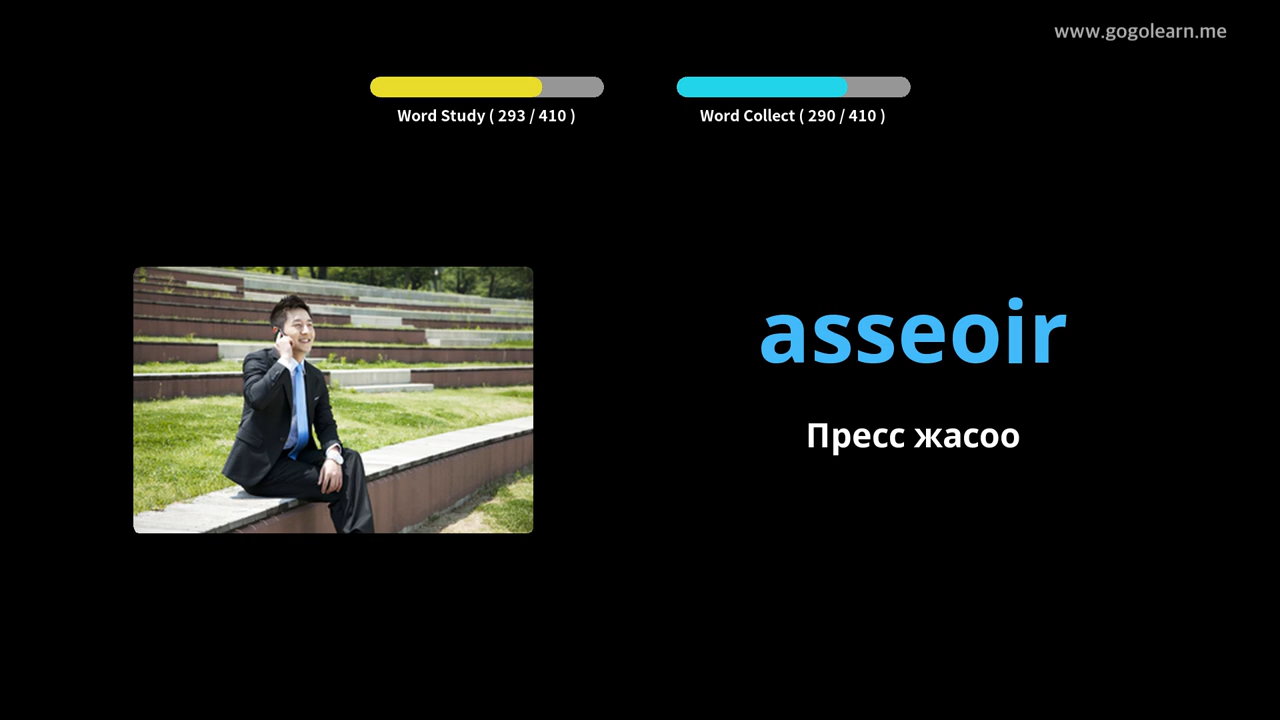 www.gogolearn.me
Word Study ( 293 / 410 )
Word Collect ( 290 / 410 )
asseoir
Пресс жасоо